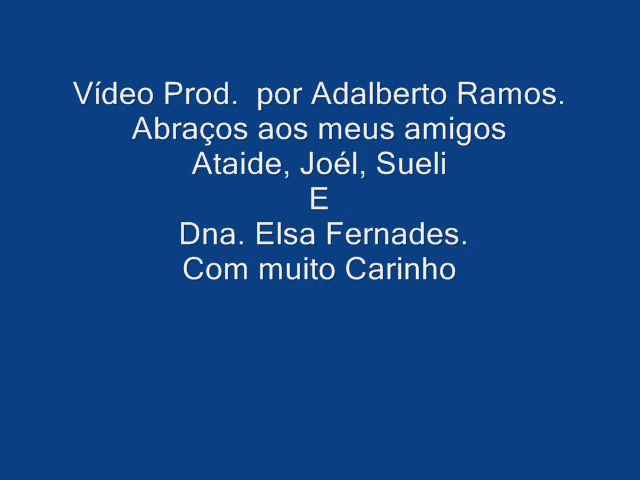 Vídeo Prod.  por Adalberto Ramos.
Abraços aos meus amigos
Ataide, Joél, Sueli
E
Dna. Elsa Fernades.
Com muito Carinho